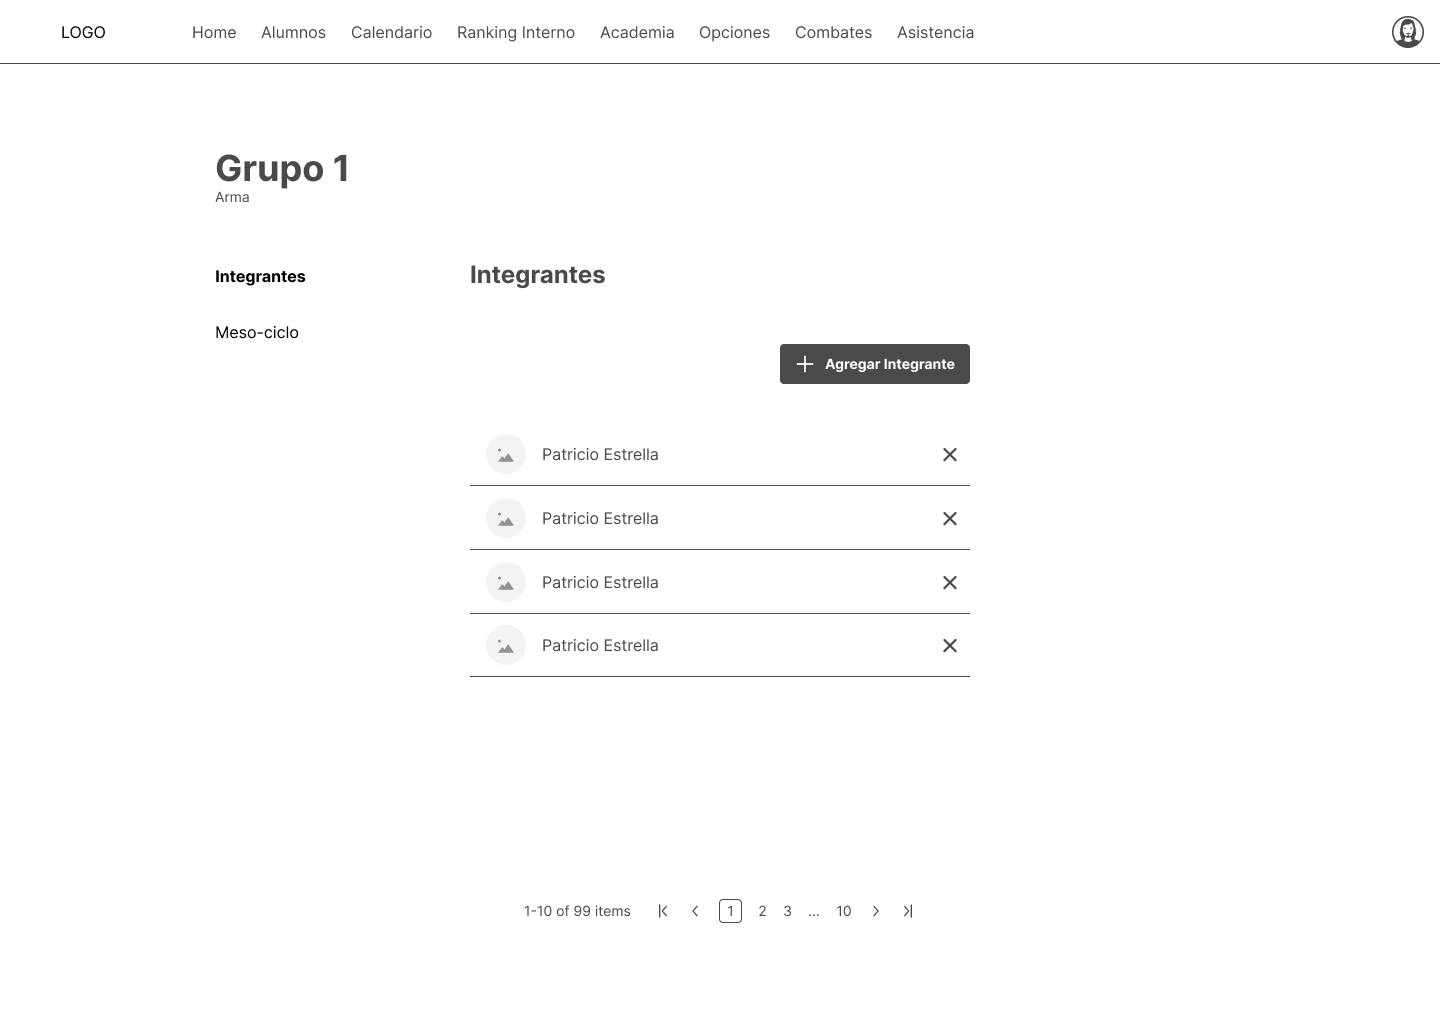 LOGO Home Alumnos Calendario Ranking Interno Academia Opciones Combates Asistencia
Grupo 1
Arma
Integrantes
Meso-ciclo
Integrantes
Agregar Integrante
Patricio Estrella
Patricio Estrella
Patricio Estrella
Patricio Estrella
1-10 of 99 items 1 2 3 ... 10